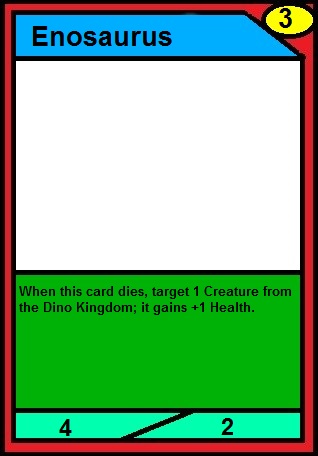 Enosaurus
3
When this card dies, target 1 Creature from
the Dino Kingdom; it gains +1 Health.
4
2